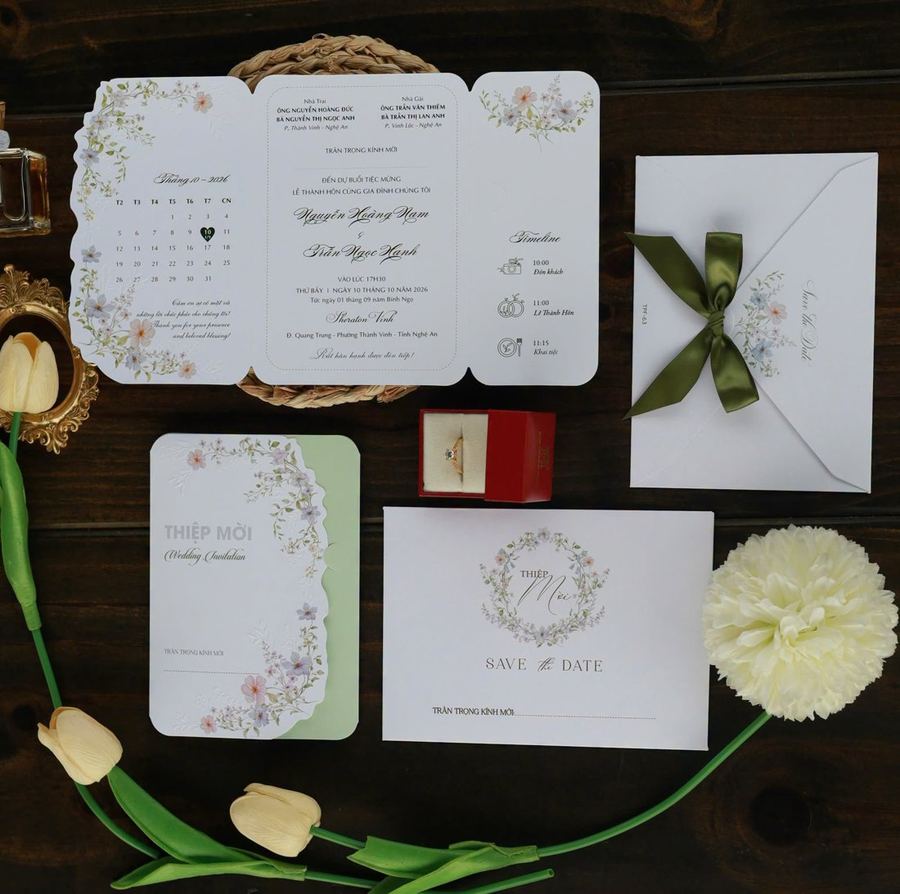 Tháng 10 - 2026
T2 T3 T4 T5 T6 T7 CN
1 2 3 4
5 6 7 8 9 10 11
12 13 14 15 16 17 18
19 20 21 22 23 24 25
26 27 28 29 30 31
Cảm ơn sự có mặt và
những lời chúc phúc cho chúng tôi!
Thank you for your presence
and beloved blessing!
Nhà Trai
ÔNG NGUYỄN HOÀNG ĐỨC
BÀ NGUYỄN THỊ NGỌC ANH
P. Thành Vinh - Nghệ An
Nhà Gái
ÔNG TRẦN VĂN THIÊM
BÀ TRẦN THỊ LAN ANH
P. Vinh Lộc - Nghệ An
TRÂN TRỌNG KÍNH MỜI
ĐẾN DỰ BUỔI TIỆC MỪNG
LỄ THÀNH HÔN CÙNG GIA ĐÌNH CHÚNG TÔI
Nguyễn Hoàng Nam
&
Trần Ngọc Hạnh
VÀO LÚC 17H30
THỨ BẢY | NGÀY 10 THÁNG 10 NĂM 2026
Tức ngày 01 tháng 09 năm Bính Ngọ
Sheraton Vinh
Đ. Quang Trung - Phường Thành Vinh - Tỉnh Nghệ An
Rất hân hạnh được đón tiếp!
Timeline
10:00
Đón khách
11:00
Lễ Thành Hôn
11:15
Khai tiệc
TPF-63
Save the Date
THIỆP MỜI
Wedding Invitation
TRÂN TRỌNG KÍNH MỜI
THIỆP
Mời
SAVE the DATE
TRÂN TRỌNG KÍNH MỜI: